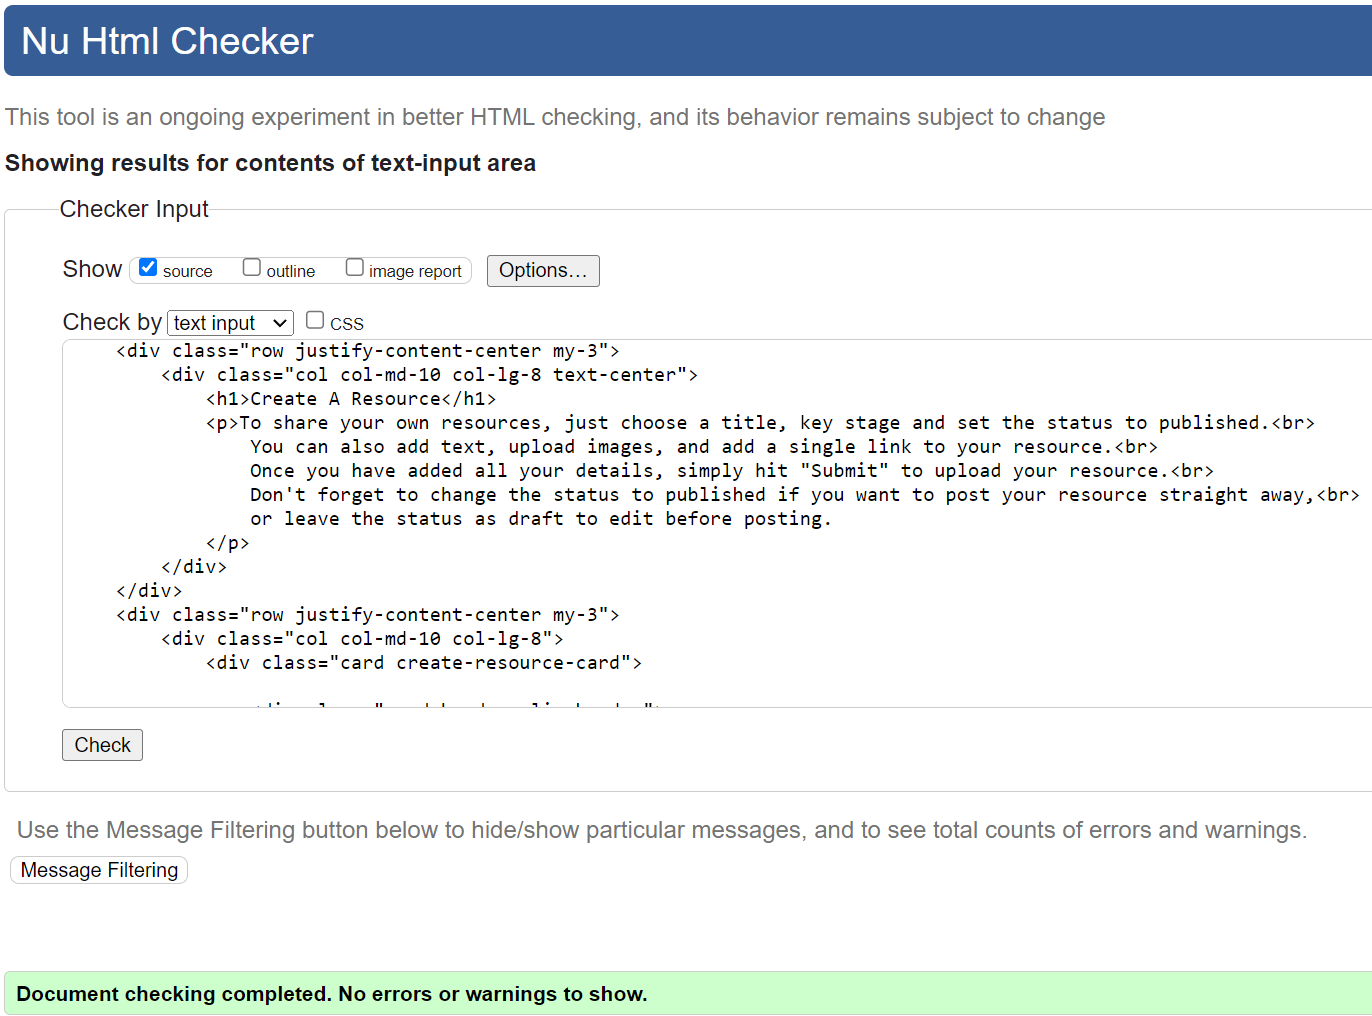 Nu Html Checker
This tool is an ongoing experiment in better HTML checking, and its behavior remains subject to change
Showing results for contents of text-input area
Checker Input
Show source outline image report Options...
Check by text input CSS
<div class="row justify-content-center my-3">
<div class="col col-md-10 col-lg-8 text-center">
<h1>Create A Resource</h1>
<p>To share your own resources, just choose a title, key stage and set the status to published.<br>
You can also add text, upload images, and add a single link to your resource.<br>
Once you have added all your details, simply hit "Submit" to upload your resource.<br>
Don't forget to change the status to published if you want to post your resource straight away,<br>
or leave the status as draft to edit before posting.
</p>
</div>
</div>
<div class="row justify-content-center my-3">
<div class="col col-md-10 col-lg-8">
<div class="card create-resource-card">
Check
Use the Message Filtering button below to hide/show particular messages, and to see total counts of errors and warnings.
Message Filtering
Document checking completed. No errors or warnings to show.